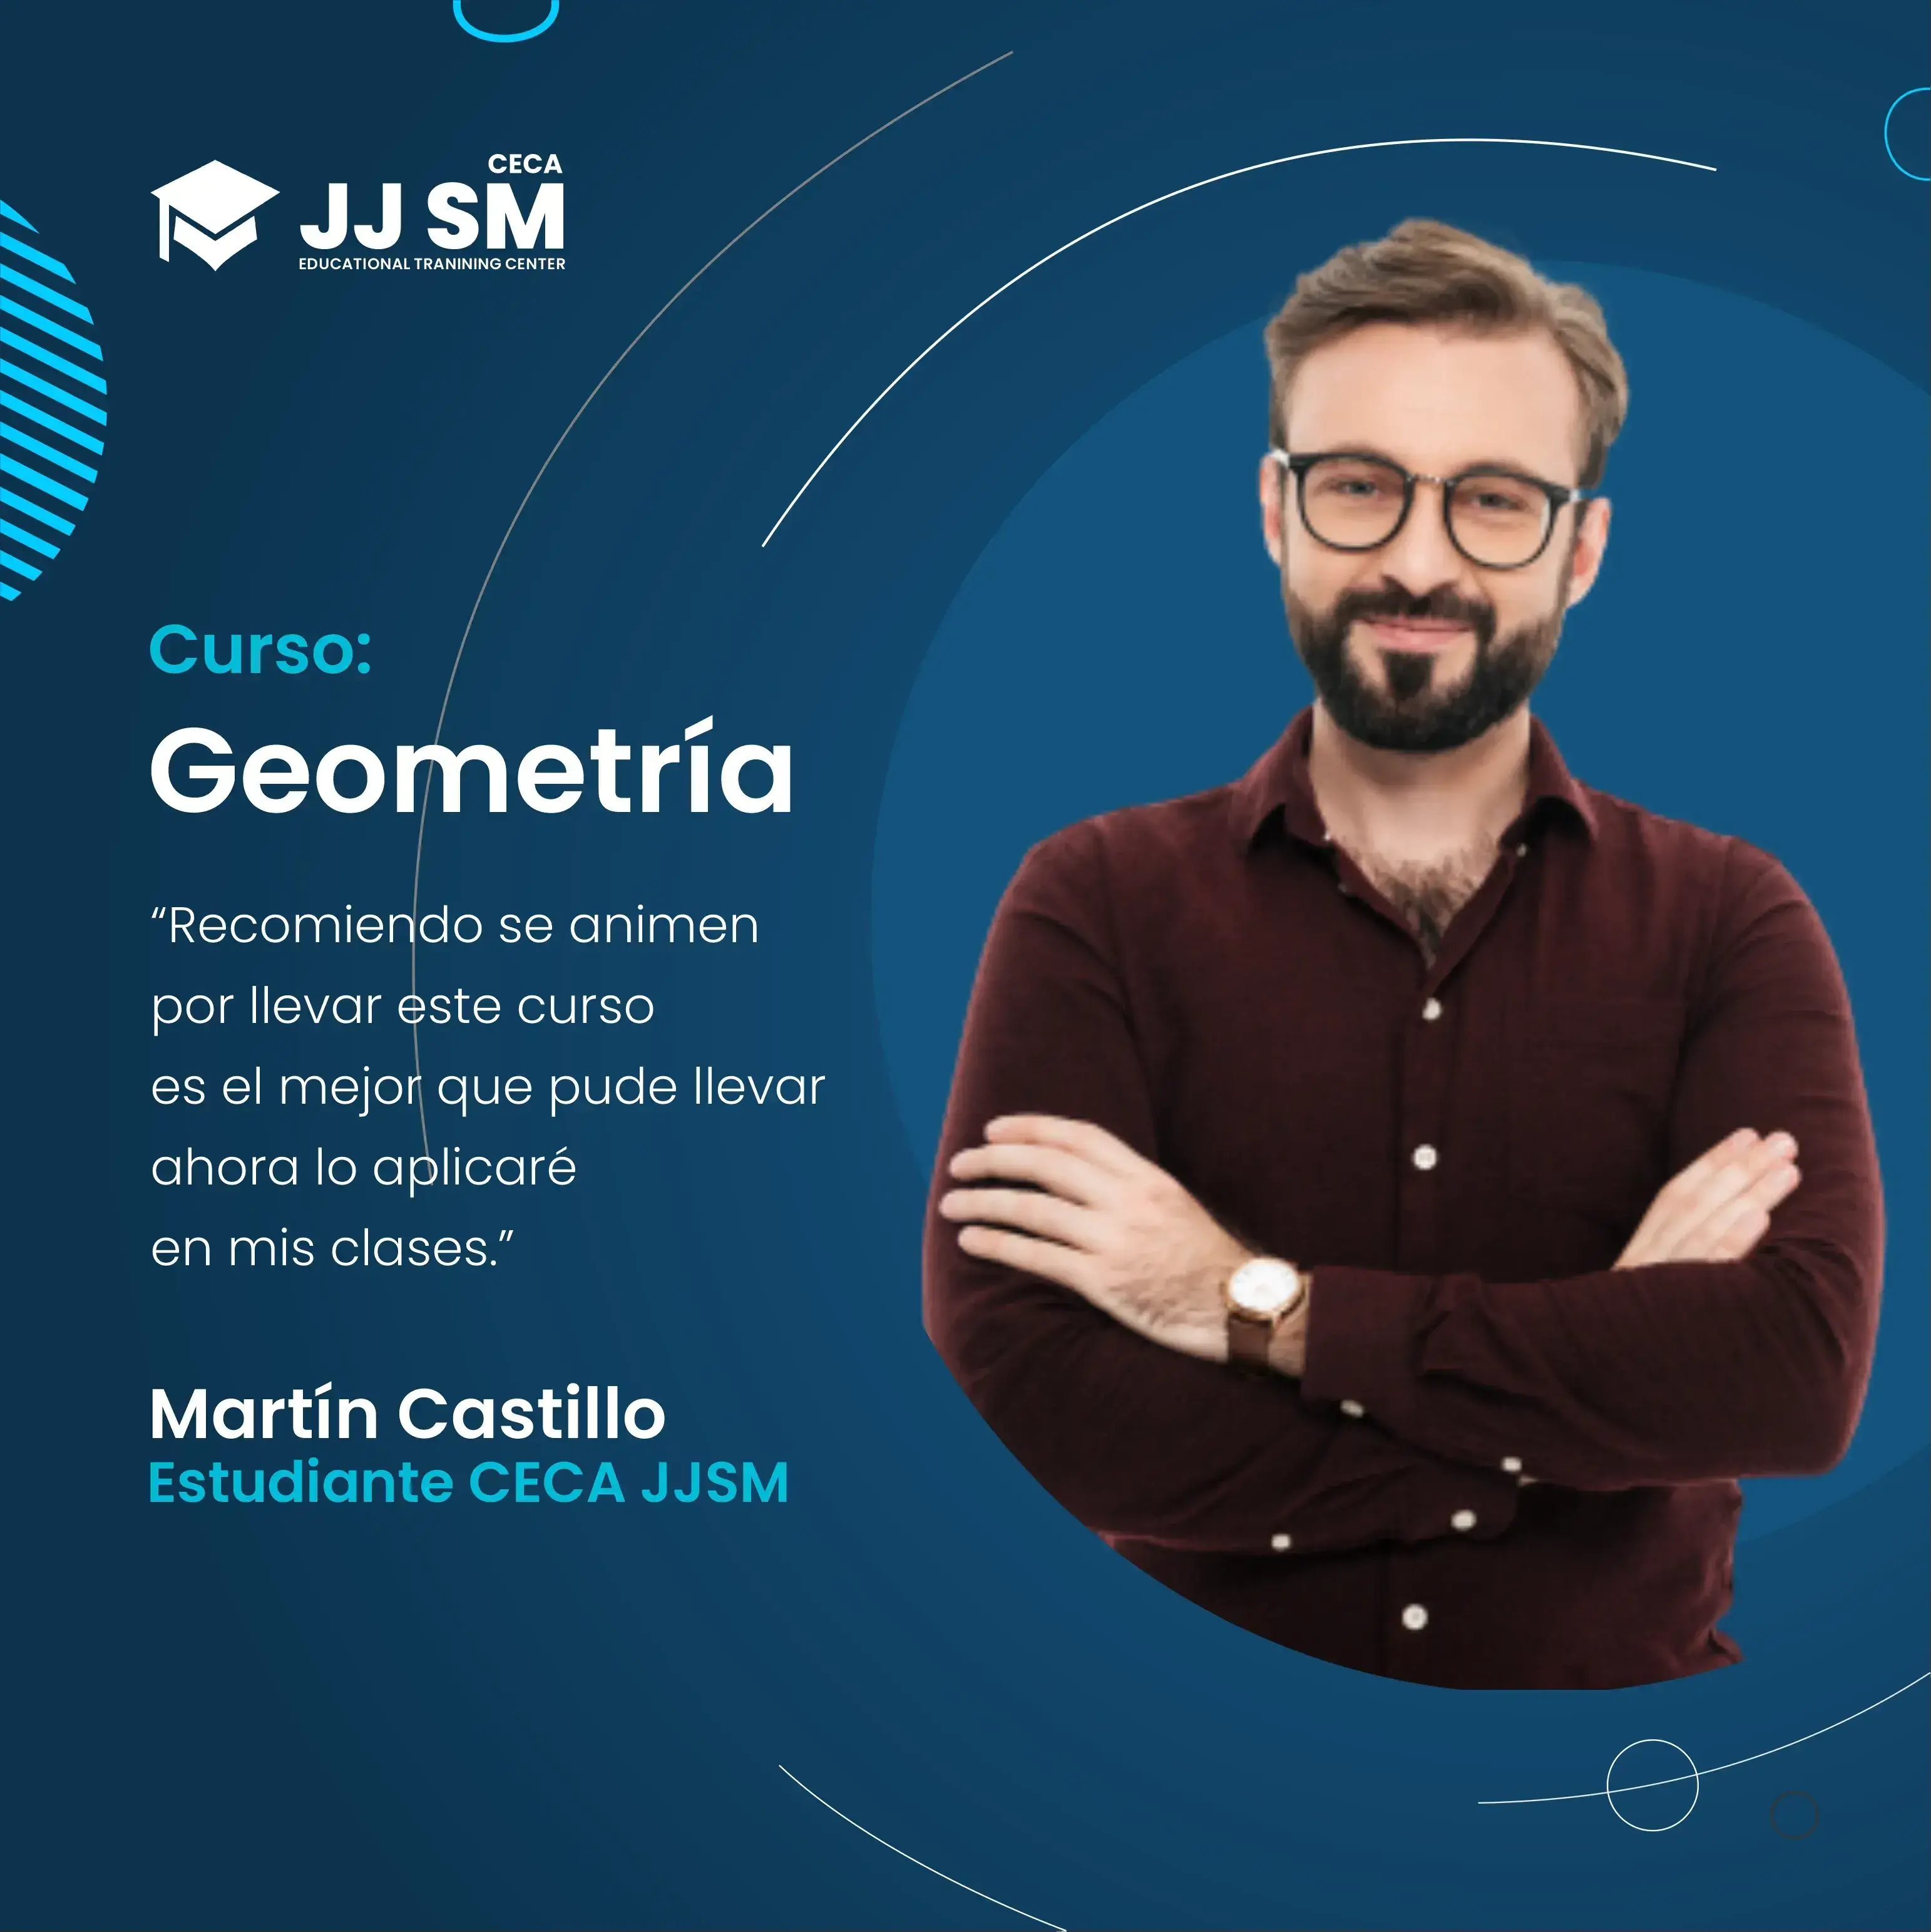 CECA
JJ SM
EDUCATIONAL TRANINING CENTER
Curso:
Geometría
“Recomiendo se animen
por llevar este curso
es el mejor que pude llevar
ahora lo aplicaré
en mis clases.”
Martín Castillo
Estudiante CECA JJSM